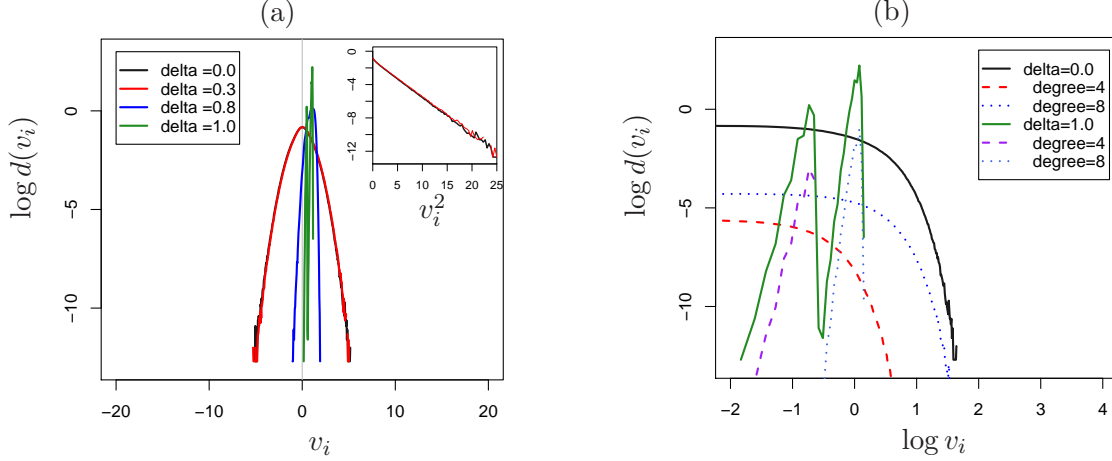 (a)
delta =0.0
delta =0.3
delta =0.8
delta =1.0
0
−4
−8
−12
0 5 10 15 20 25
v_i^2
0
−5
−10
log d(v_i)
−20 −10 0 10 20
v_i
(b)
delta=0.0
degree=4
degree=8
delta=1.0
degree=4
degree=8
0
−5
−10
log d(v_i)
−2 −1 0 1 2 3 4
log v_i